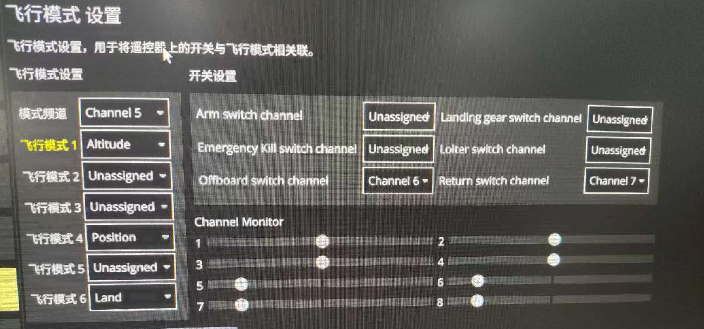 飞行模式 设置
飞行模式设置，用于将遥控器上的开关与飞行模式相关联。
飞行模式设置
开关设置
模式频道 Channel 5
飞行模式 1 Altitude
飞行模式 2 Unassigned
飞行模式 3 Unassigned
飞行模式 4 Position
飞行模式 5 Unassigned
飞行模式 6 Land
Arm switch channel Unassigned Landing gear switch channel Unassigned
Emergency Kill switch channel Unassigned Loiter switch channel Unassigned
Offboard switch channel Channel 6 Return switch channel Channel 7
Channel Monitor
1 2
3 4
5 6
7 8